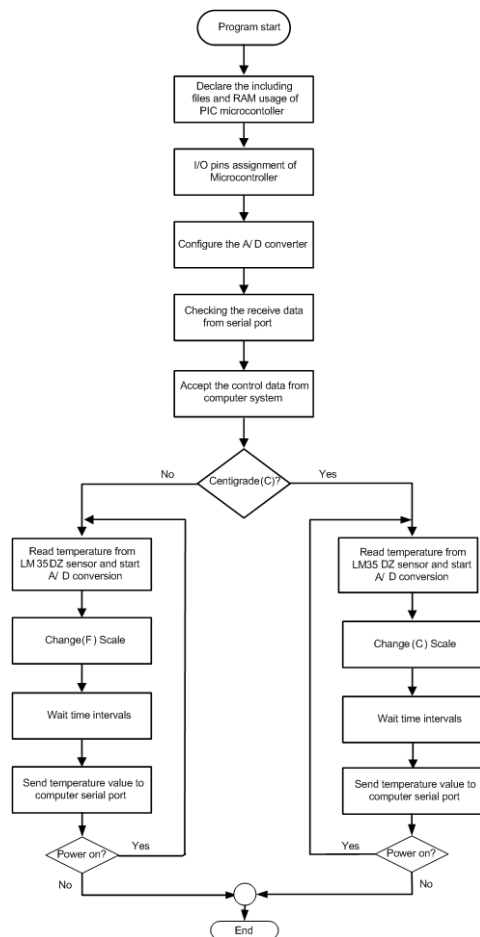 Program start
Declare the including
files and RAM usage of
PIC microcontoller
I/O pins assignment of
Microcontroller
Configure the A/ D converter
Checking the receive data
from serial port
Accept the control data from
computer system
Centigrade(C)?
No
Yes
Read temperature from
LM35DZ sensor and start
A/ D conversion
Change(F) Scale
Wait time intervals
Send temperature value to
computer serial port
Power on?
Yes
No
Read temperature from
LM35 DZ sensor and start
A/ D conversion
Change (C) Scale
Wait time intervals
Send temperature value to
computer serial port
Yes
Power on?
No
End